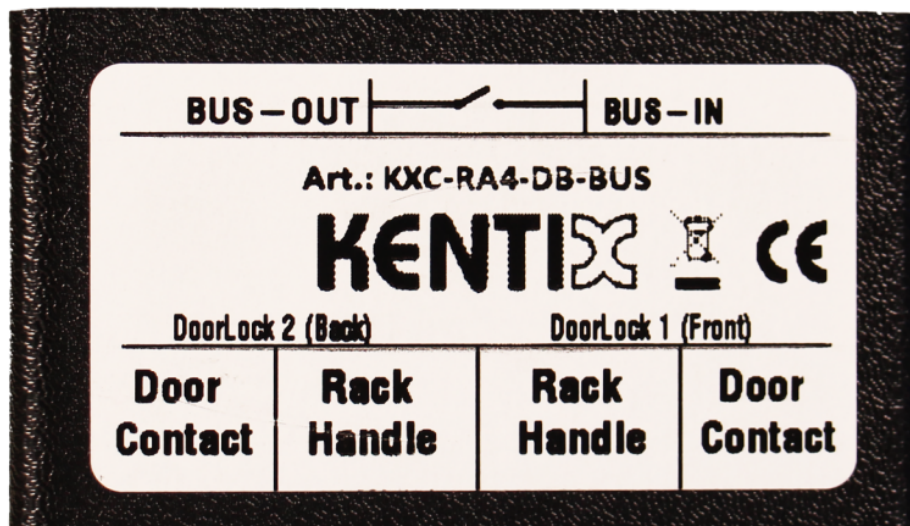 BUS-OUT BUS-IN
Art.: KXC-RA4-DB-BUS
KENTIX CE
DoorLock 2 (Back) DoorLock 1 (Front)
Door Rack Rack Door
Contact Handle Handle Contact